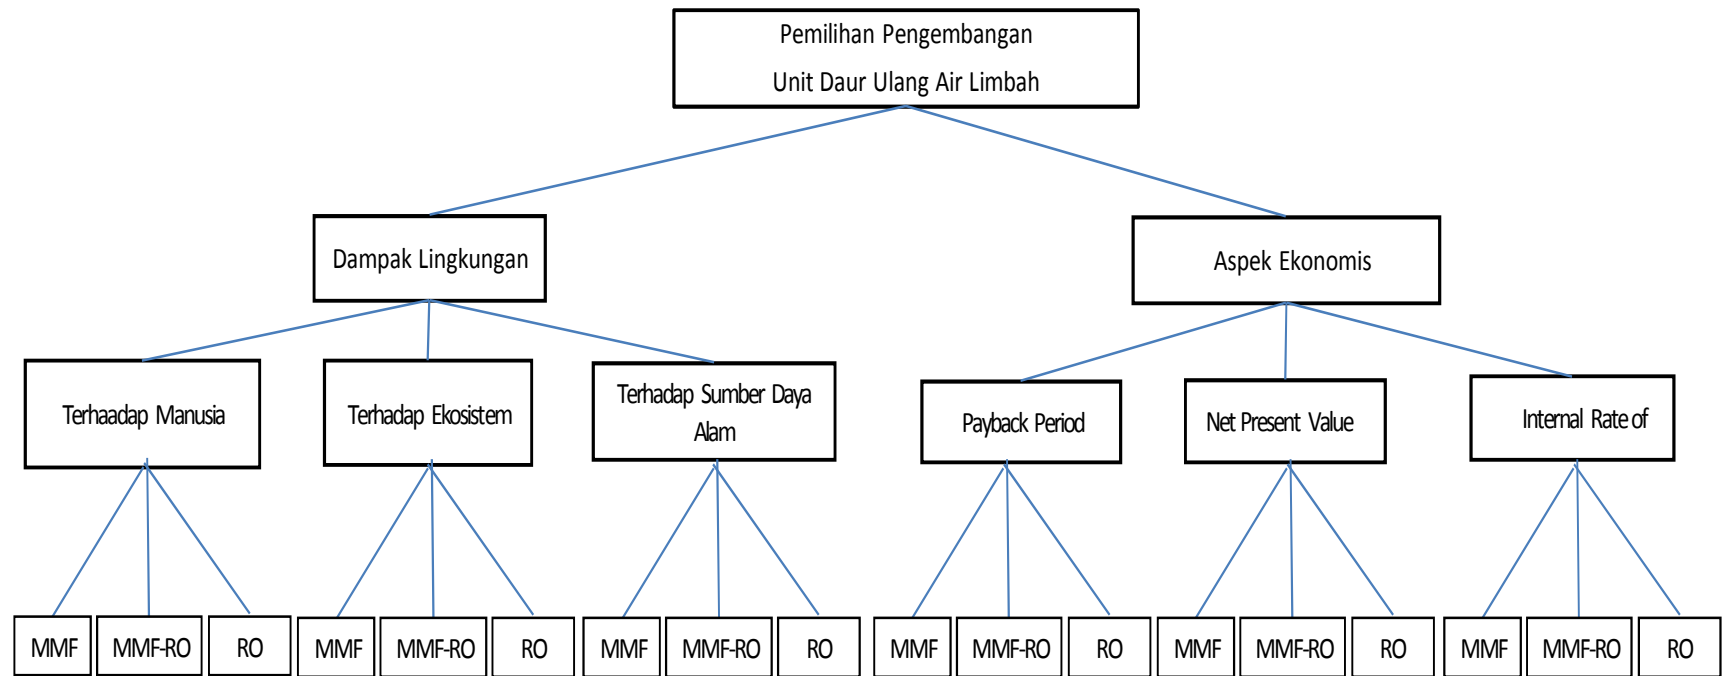 Pemilihan Pengembangan
Unit Daur Ulang Air Limbah
Dampak Lingkungan
Aspek Ekonomis
Terhaadap Manusia
Terhadap Ekosistem
Terhadap Sumber Daya
Alam
Payback Period
Net Present Value
Internal Rate of
MMF
MMF-RO
RO
MMF
MMF-RO
RO
MMF
MMF-RO
RO
MMF
MMF-RO
RO
MMF
MMF-RO
RO
MMF
MMF-RO
RO